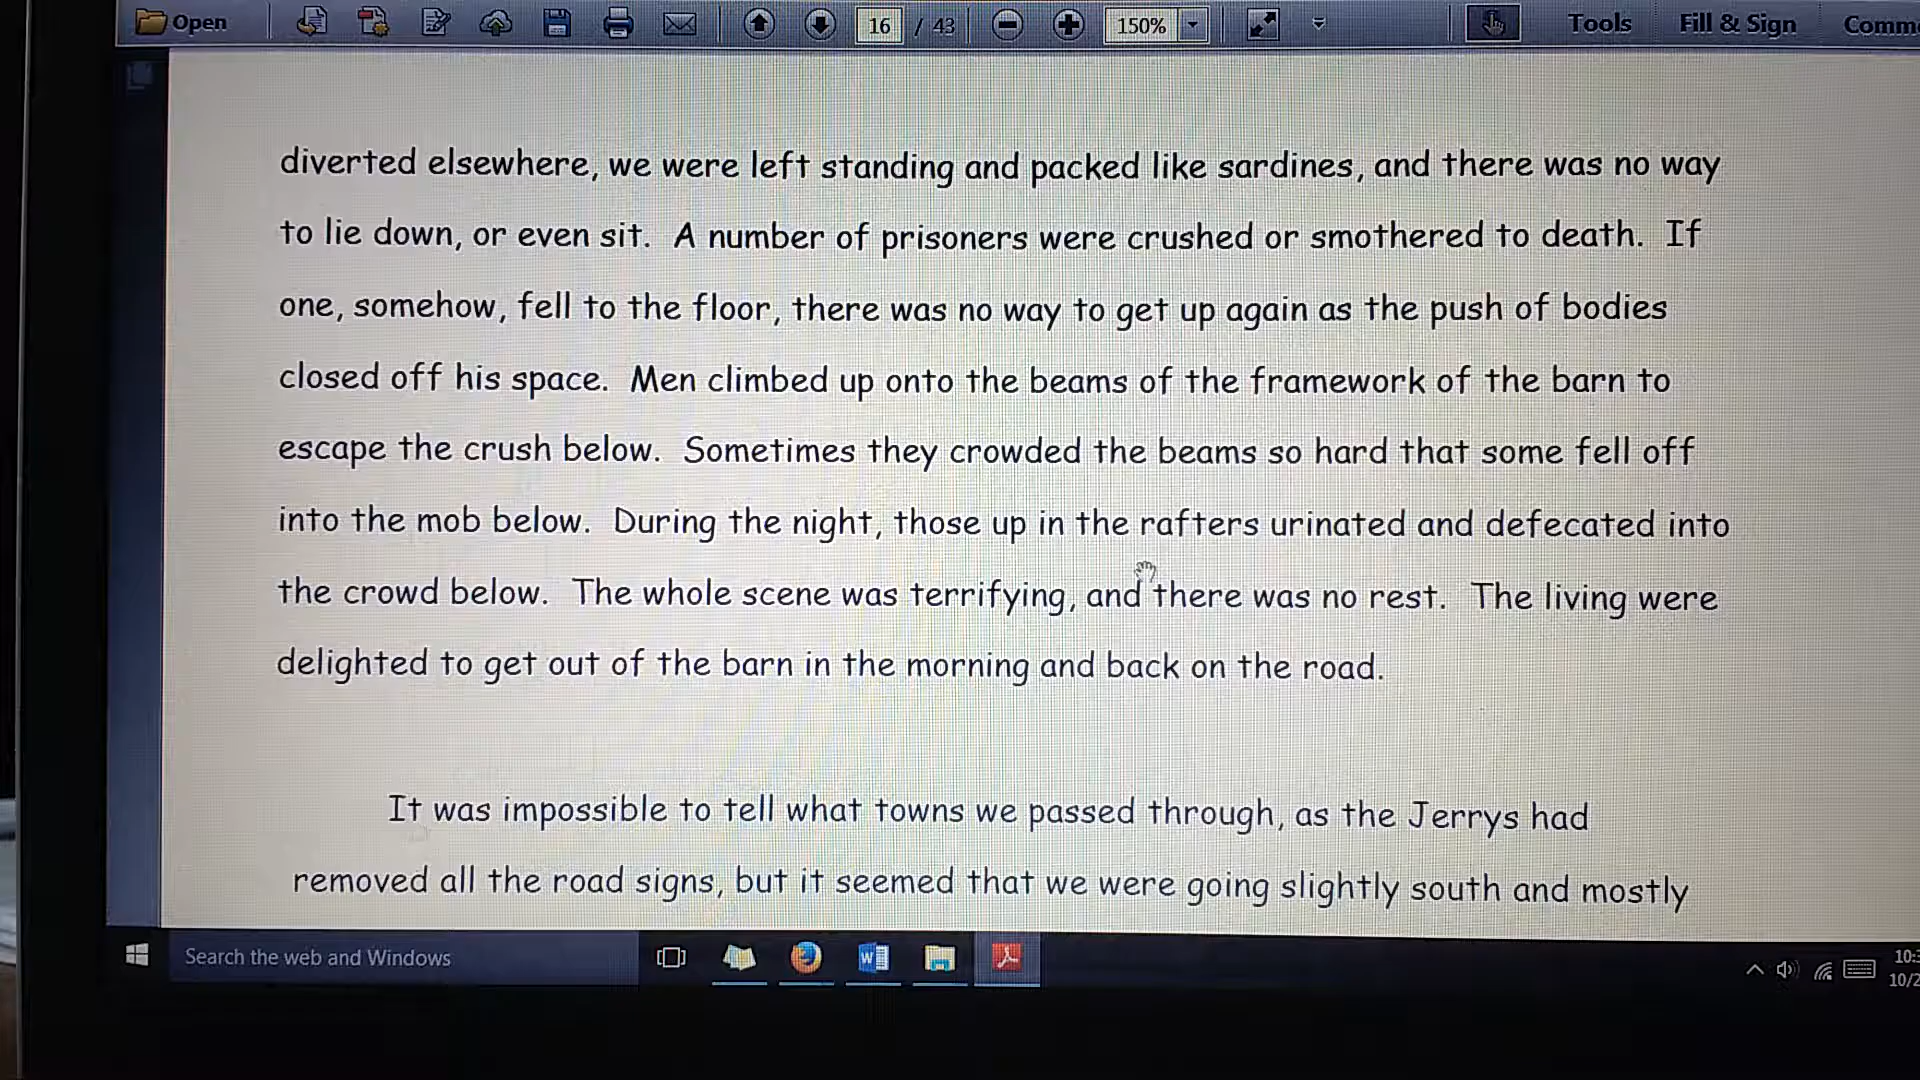 Open 16 / 43 150% Tools Fill & Sign Comm
diverted elsewhere, we were left standing and packed like sardines, and there was no way
to lie down, or even sit. A number of prisoners were crushed or smothered to death. If
one, somehow, fell to the floor, there was no way to get up again as the push of bodies
closed off his space. Men climbed up onto the beams of the framework of the barn to
escape the crush below. Sometimes they crowded the beams so hard that some fell off
into the mob below. During the night, those up in the rafters urinated and defecated into
the crowd below. The whole scene was terrifying, and there was no rest. The living were
delighted to get out of the barn in the morning and back on the road.
It was impossible to tell what towns we passed through, as the Jerrys had
removed all the road signs, but it seemed that we were going slightly south and mostly
Search the web and Windows
10:3
10/2